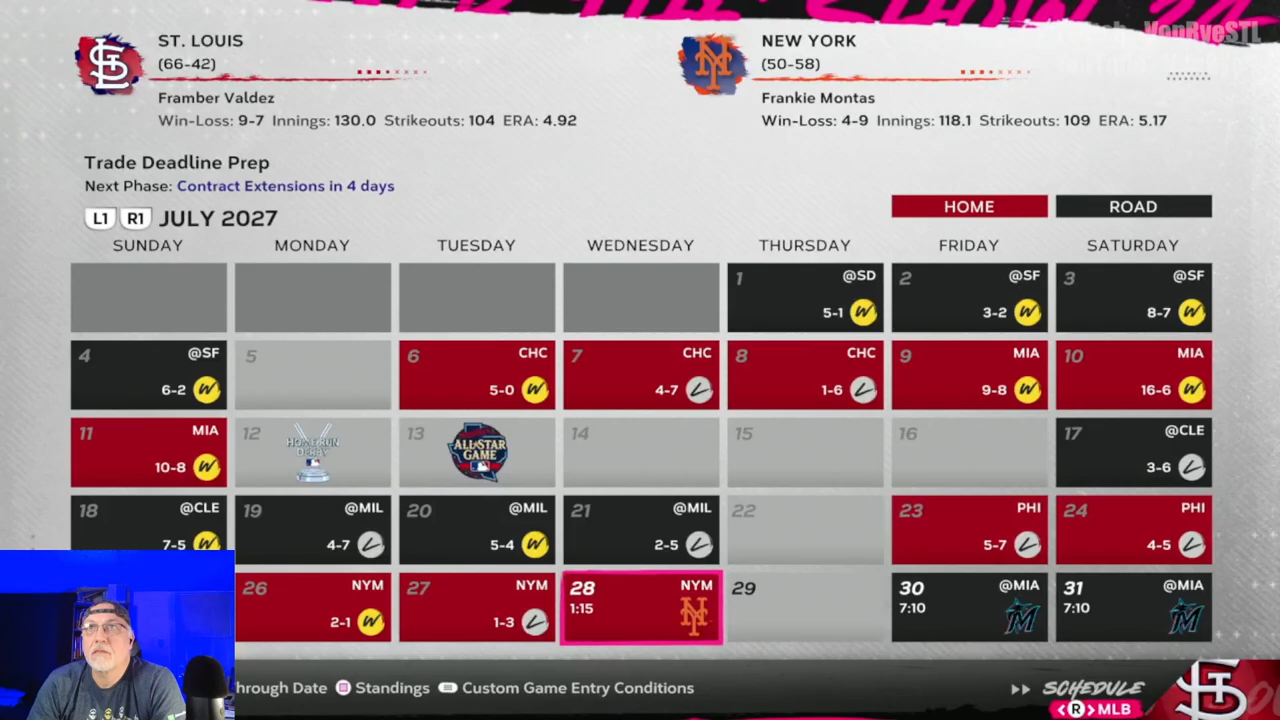 VonRyeSTL
ST. LOUIS
(66-42)
Framber Valdez
Win-Loss: 9-7 Innings: 130.0 Strikeouts: 104 ERA: 4.92
NEW YORK
(50-58)
Frankie Montas
Win-Loss: 4-9 Innings: 118.1 Strikeouts: 109 ERA: 5.17
Trade Deadline Prep
Next Phase: Contract Extensions in 4 days
L1 R1 JULY 2027
HOME ROAD
SUNDAY MONDAY TUESDAY WEDNESDAY THURSDAY FRIDAY SATURDAY
1 @SD 2 @SF 3 @SF
5-1 W 3-2 W 8-7 W
4 @SF 5 6 CHC 7 CHC 8 CHC 9 MIA 10 MIA
6-2 W 5-0 W 4-7 L 1-6 L 9-8 W 16-6 W
11 MIA 12 HOME RUN DERBY 13 ALL-STAR GAME 14 15 16 17 @CLE
10-8 W 3-6 L
18 @CLE 19 @MIL 20 @MIL 21 @MIL 22 23 PHI 24 PHI
7-5 W 4-7 L 5-4 W 2-5 L 5-7 L 4-5 L
26 NYM 27 NYM 28 NYM 29 30 @MIA 31 @MIA
2-1 W 1-3 L 1:15 NY 7:10 M 7:10 M
hrough Date Standings Custom Game Entry Conditions
SCHEDULE
R MLB